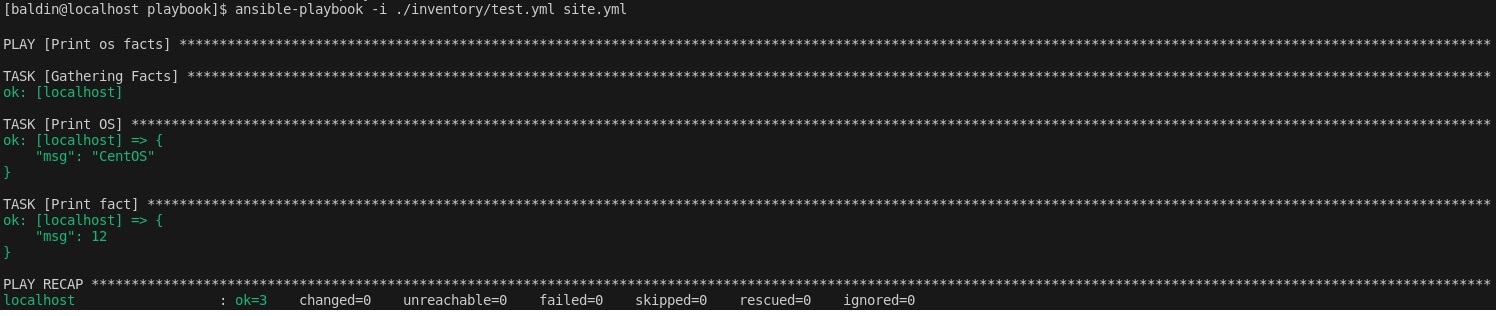 [baldin@localhost playbook]$ ansible-playbook -i ./inventory/test.yml site.yml
PLAY [Print os facts] ********************************************************************************************************************************************************************
TASK [Gathering Facts] *******************************************************************************************************************************************************************
ok: [localhost]
TASK [Print OS] **************************************************************************************************************************************************************************
ok: [localhost] => {
    "msg": "CentOS"
}
TASK [Print fact] ************************************************************************************************************************************************************************
ok: [localhost] => {
    "msg": 12
}
PLAY RECAP *******************************************************************************************************************************************************************************
localhost                  : ok=3    changed=0    unreachable=0    failed=0    skipped=0    rescued=0    ignored=0